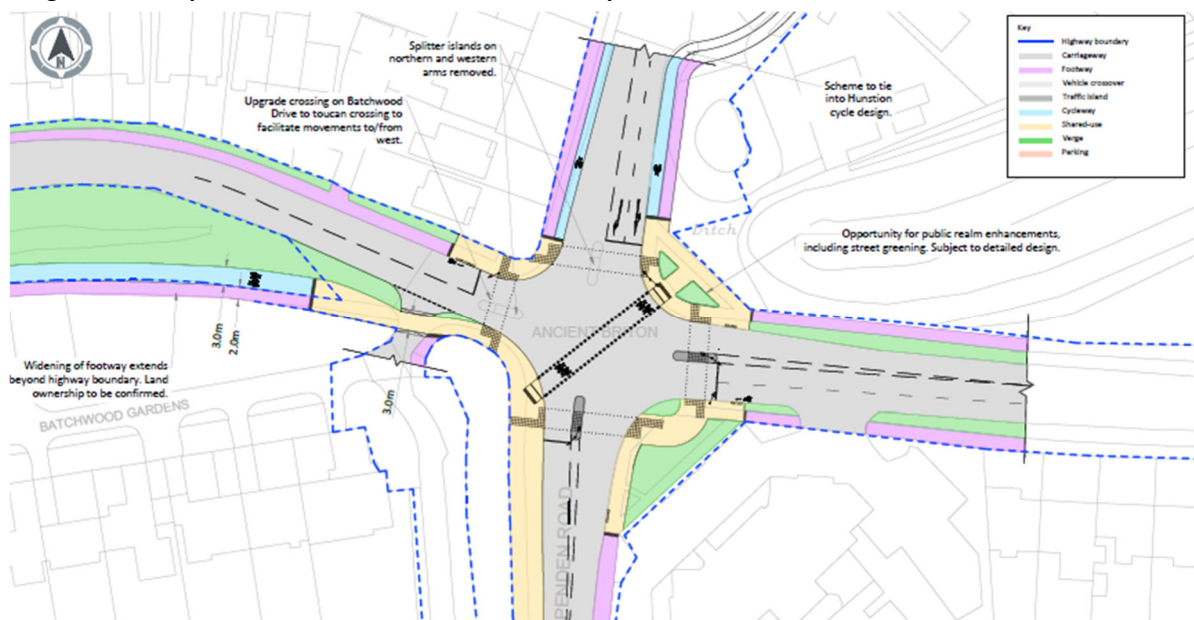 N
Splitter islands on
northern and western
arms removed.
Upgrade crossing on Batchwood
Drive to toucan crossing to
facilitate movements to/from
west.
Scheme to tie
into Hunstion
cycle design.
Key
Highway boundary
Carriageway
Footway
Vehicle crossover
Traffic Island
Cycleway
Shared-use
Verge
Parking
Ditch
Opportunity for public realm enhancements,
including street greening. Subject to detailed design.
ANCIENT BRITON
3.0m
2.0m
Widening of footway extends
beyond highway boundary. Land
ownership to be confirmed.
3.0m
BATCHWOOD GARDENS
PENDEN ROAD